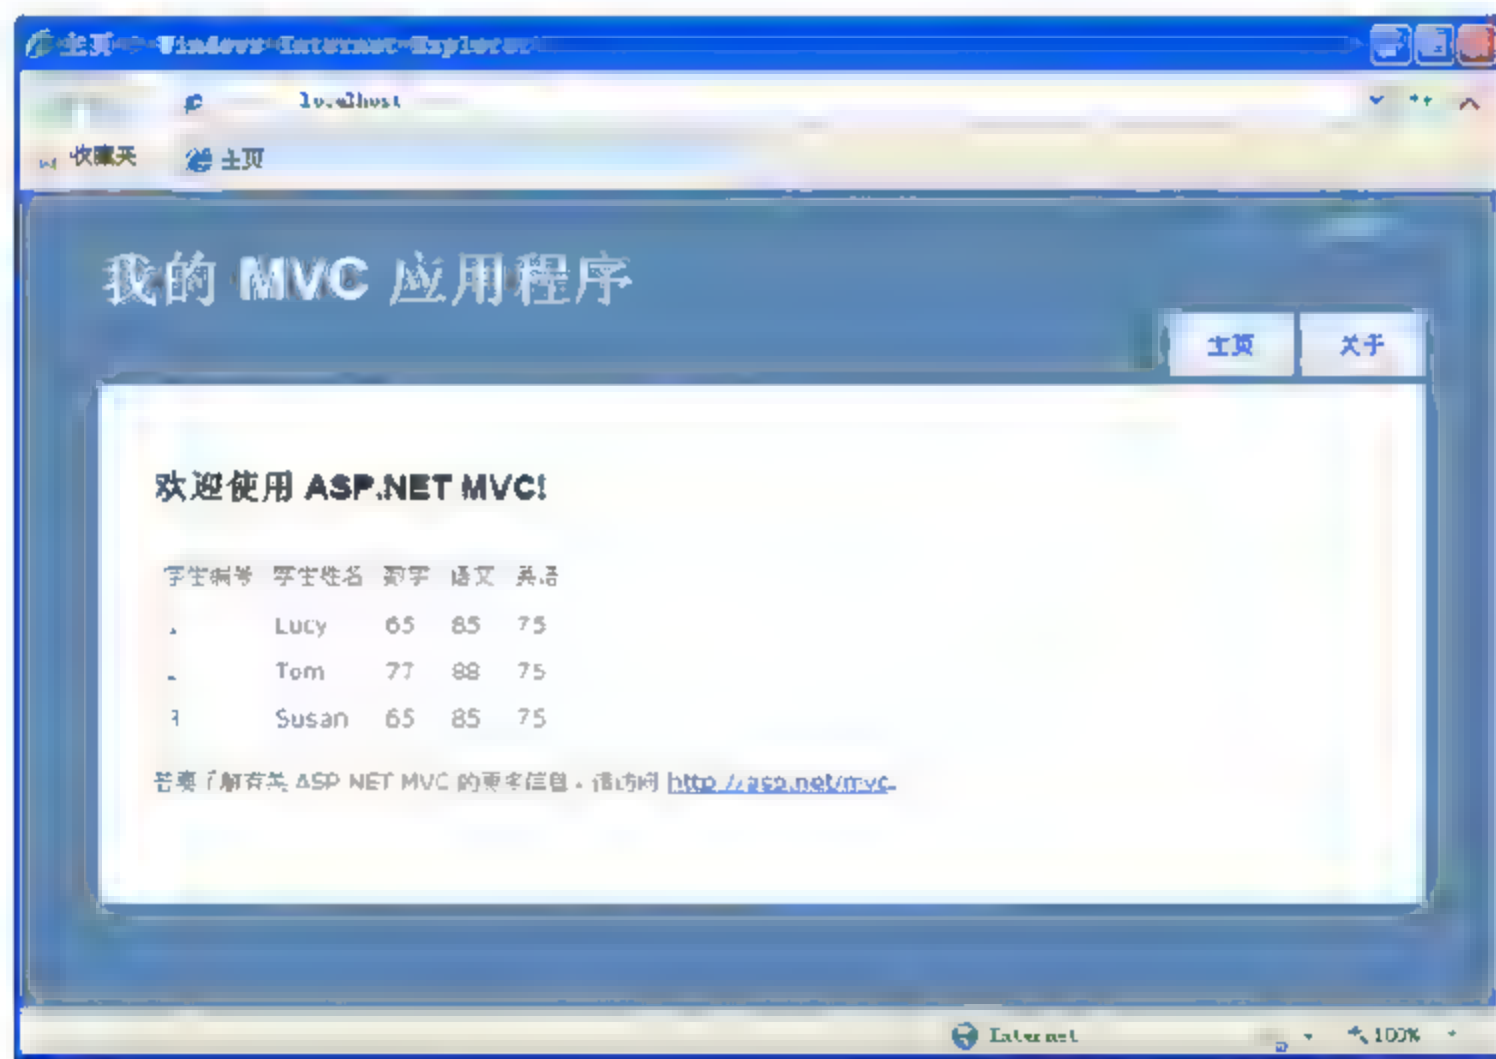 主页 - Windows Internet Explorer
localhost
收藏夹 主页
我的 MVC 应用程序
主页 关于
欢迎使用 ASP.NET MVC!
学生编号 学生姓名 数学 语文 英语
Lucy 65 85 75
Tom 77 88 75
Susan 65 85 75
若要了解有关 ASP.NET MVC 的更多信息，请访问 http://asp.net/mvc.
Internet 100%